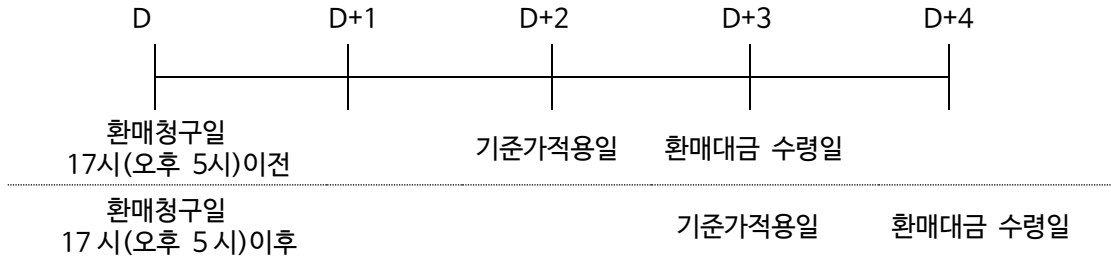 D D+1 D+2 D+3 D+4
환매청구일
17시(오후 5시)이전
기준가적용일 환매대금 수령일
환매청구일
17 시(오후 5 시)이후
기준가적용일 환매대금 수령일